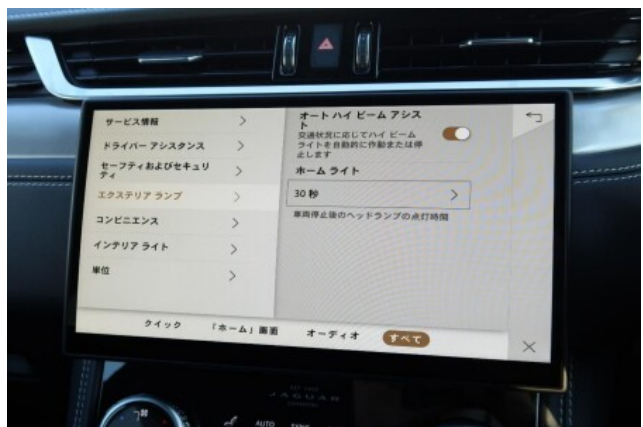 サービス情報
ドライバー アシスタンス
セーフティおよびセキュリ
ティ
エクステリア ランプ
コンビニエンス
インテリア ライト
単位
オート ハイ ビーム アシス
ト
交通状況に応じてハイ ビーム
ライトを自動的に作動または停
止します
ホーム ライト
30 秒
車両停止後のヘッドランプの点灯時間
クイック
「ホーム」画面
オーディオ
すべて
JAGUAR
AUTO
SYNC